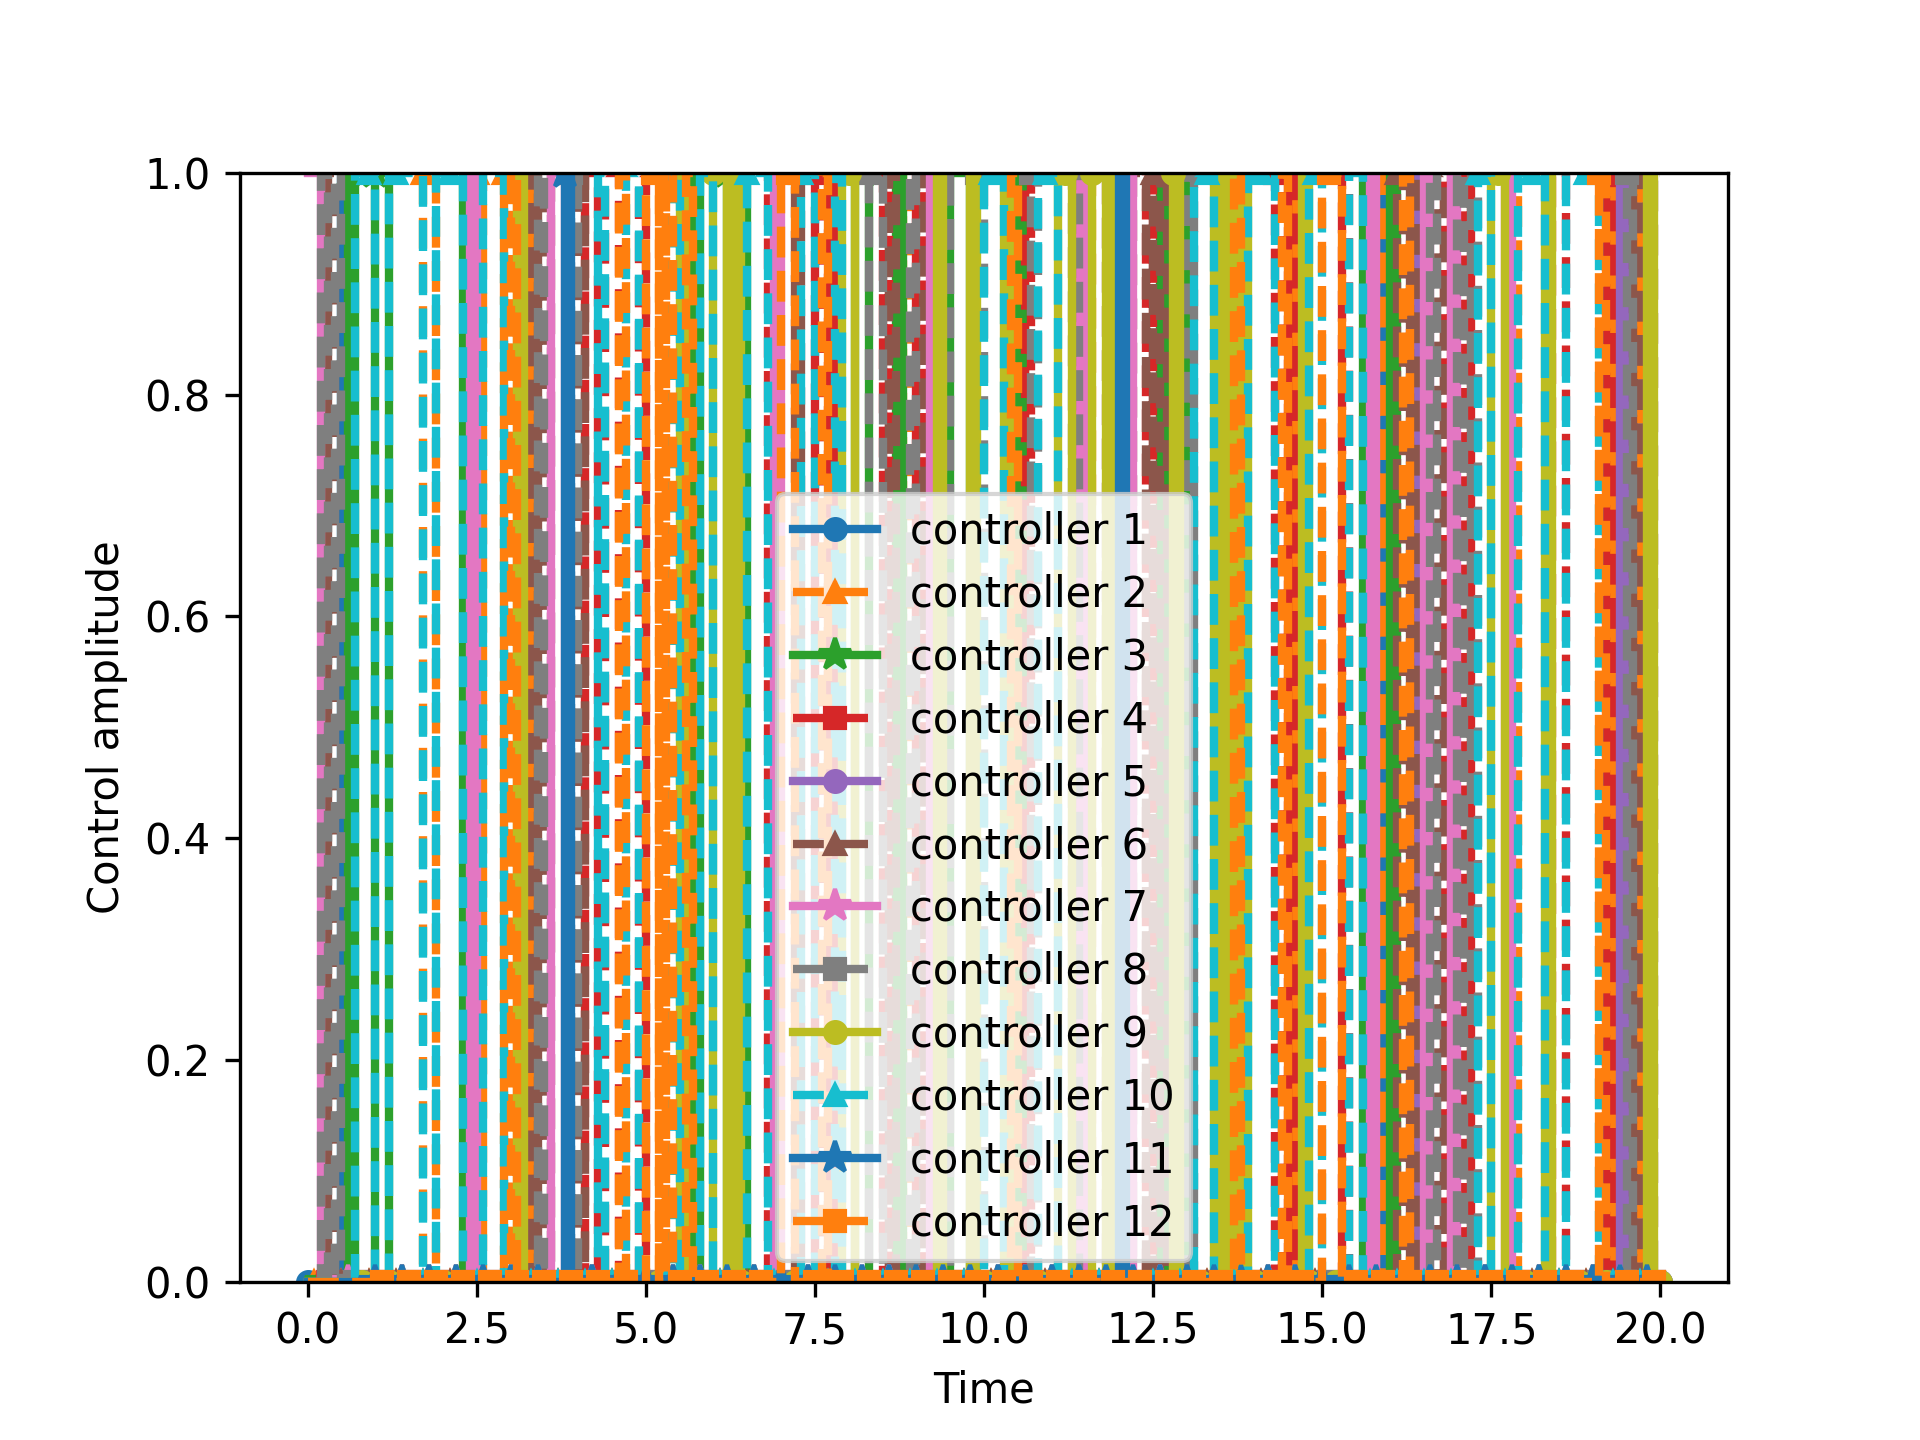 1.0
0.8
0.6
0.4
0.2
0.0
Control amplitude
controller 1
controller 2
controller 3
controller 4
controller 5
controller 6
controller 7
controller 8
controller 9
controller 10
controller 11
controller 12
0.0 2.5 5.0 7.5 10.0 12.5 15.0 17.5 20.0
Time